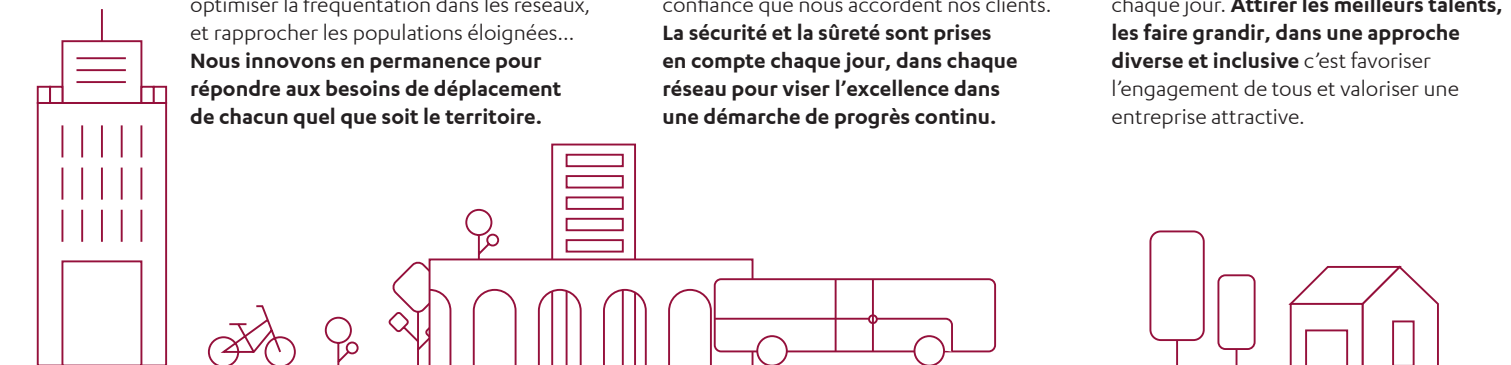 optimiser la fréquentation dans les réseaux,
et rapprocher les populations éloignées...
Nous innovons en permanence pour
répondre aux besoins de déplacement
de chacun quel que soit le territoire.
confiance que nous accordent nos clients.
La sécurité et la sûreté sont prises
en compte chaque jour, dans chaque
réseau pour viser l’excellence dans
une démarche de progrès continu.
chaque jour. Attirer les meilleurs talents,
les faire grandir, dans une approche
diverse et inclusive c’est favoriser
l’engagement de tous et valoriser une
entreprise attractive.